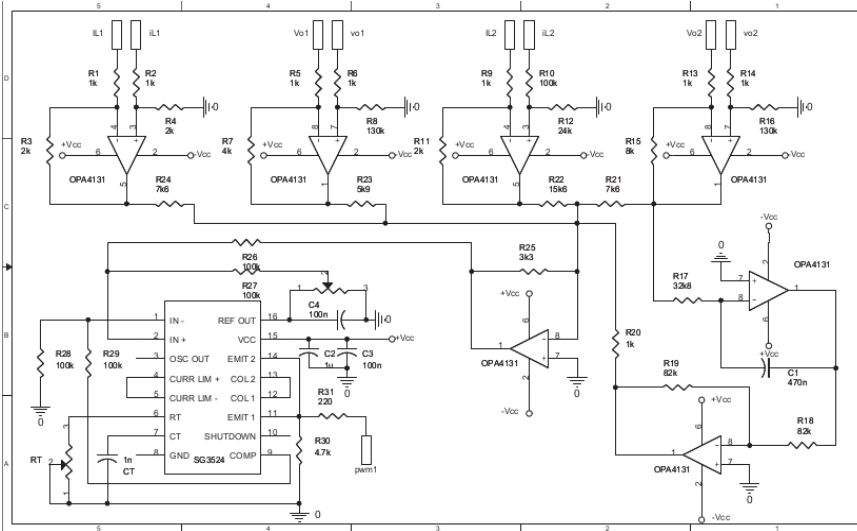 5 4 3 2 1
IL1 iL1 Vo1 vo1 IL2 iL2 Vo2 vo2
D D
R1 1k R2 1k R5 1k R6 1k R9 1k R10 100k R13 1k R14 1k
R4 2k 0 R8 130k 0 R12 24k 0 R16 130k 0
R3 2k +Vcc 4 3 6 2 -Vcc
R7 4k +Vcc 8 7 6 2 -Vcc
R11 2k +Vcc 4 3 6 2 -Vcc
R15 8k +Vcc 8 7 6 2 -Vcc
OPA4131 5 OPA4131 1 OPA4131 5 OPA4131 1
R24 7k6 R23 5k9 R22 15k6 R21 7k6
C C
-Vcc
0 2 OPA4131
R17 32k8 7 8 1 6
+Vcc
C1 470n
R26 100k
R25 3k3
R27 100k
1 2 3
C4 100n 0
+Vcc
6 8 1 7 2
OPA4131 0
-Vcc
B B
1 IN - REF OUT 16
2 IN + VCC 15 +Vcc
3 OSC OUT EMIT 2 14
4 CURR LIM + COL 2 13
5 CURR LIM - COL 1 12
6 RT EMIT 1 11
7 CT SHUTDOWN 10
8 GND COMP 9
SG3524
C2 1u C3 100n
0
R28 100k R29 100k
0
R31 220
R30 4.7k
pwm1
RT 3 2 1
1n CT
0
R20 1k
R19 82k
R18 82k
+Vcc
6 8 1 7 2
OPA4131 0
-Vcc
A A
5 4 3 2 1